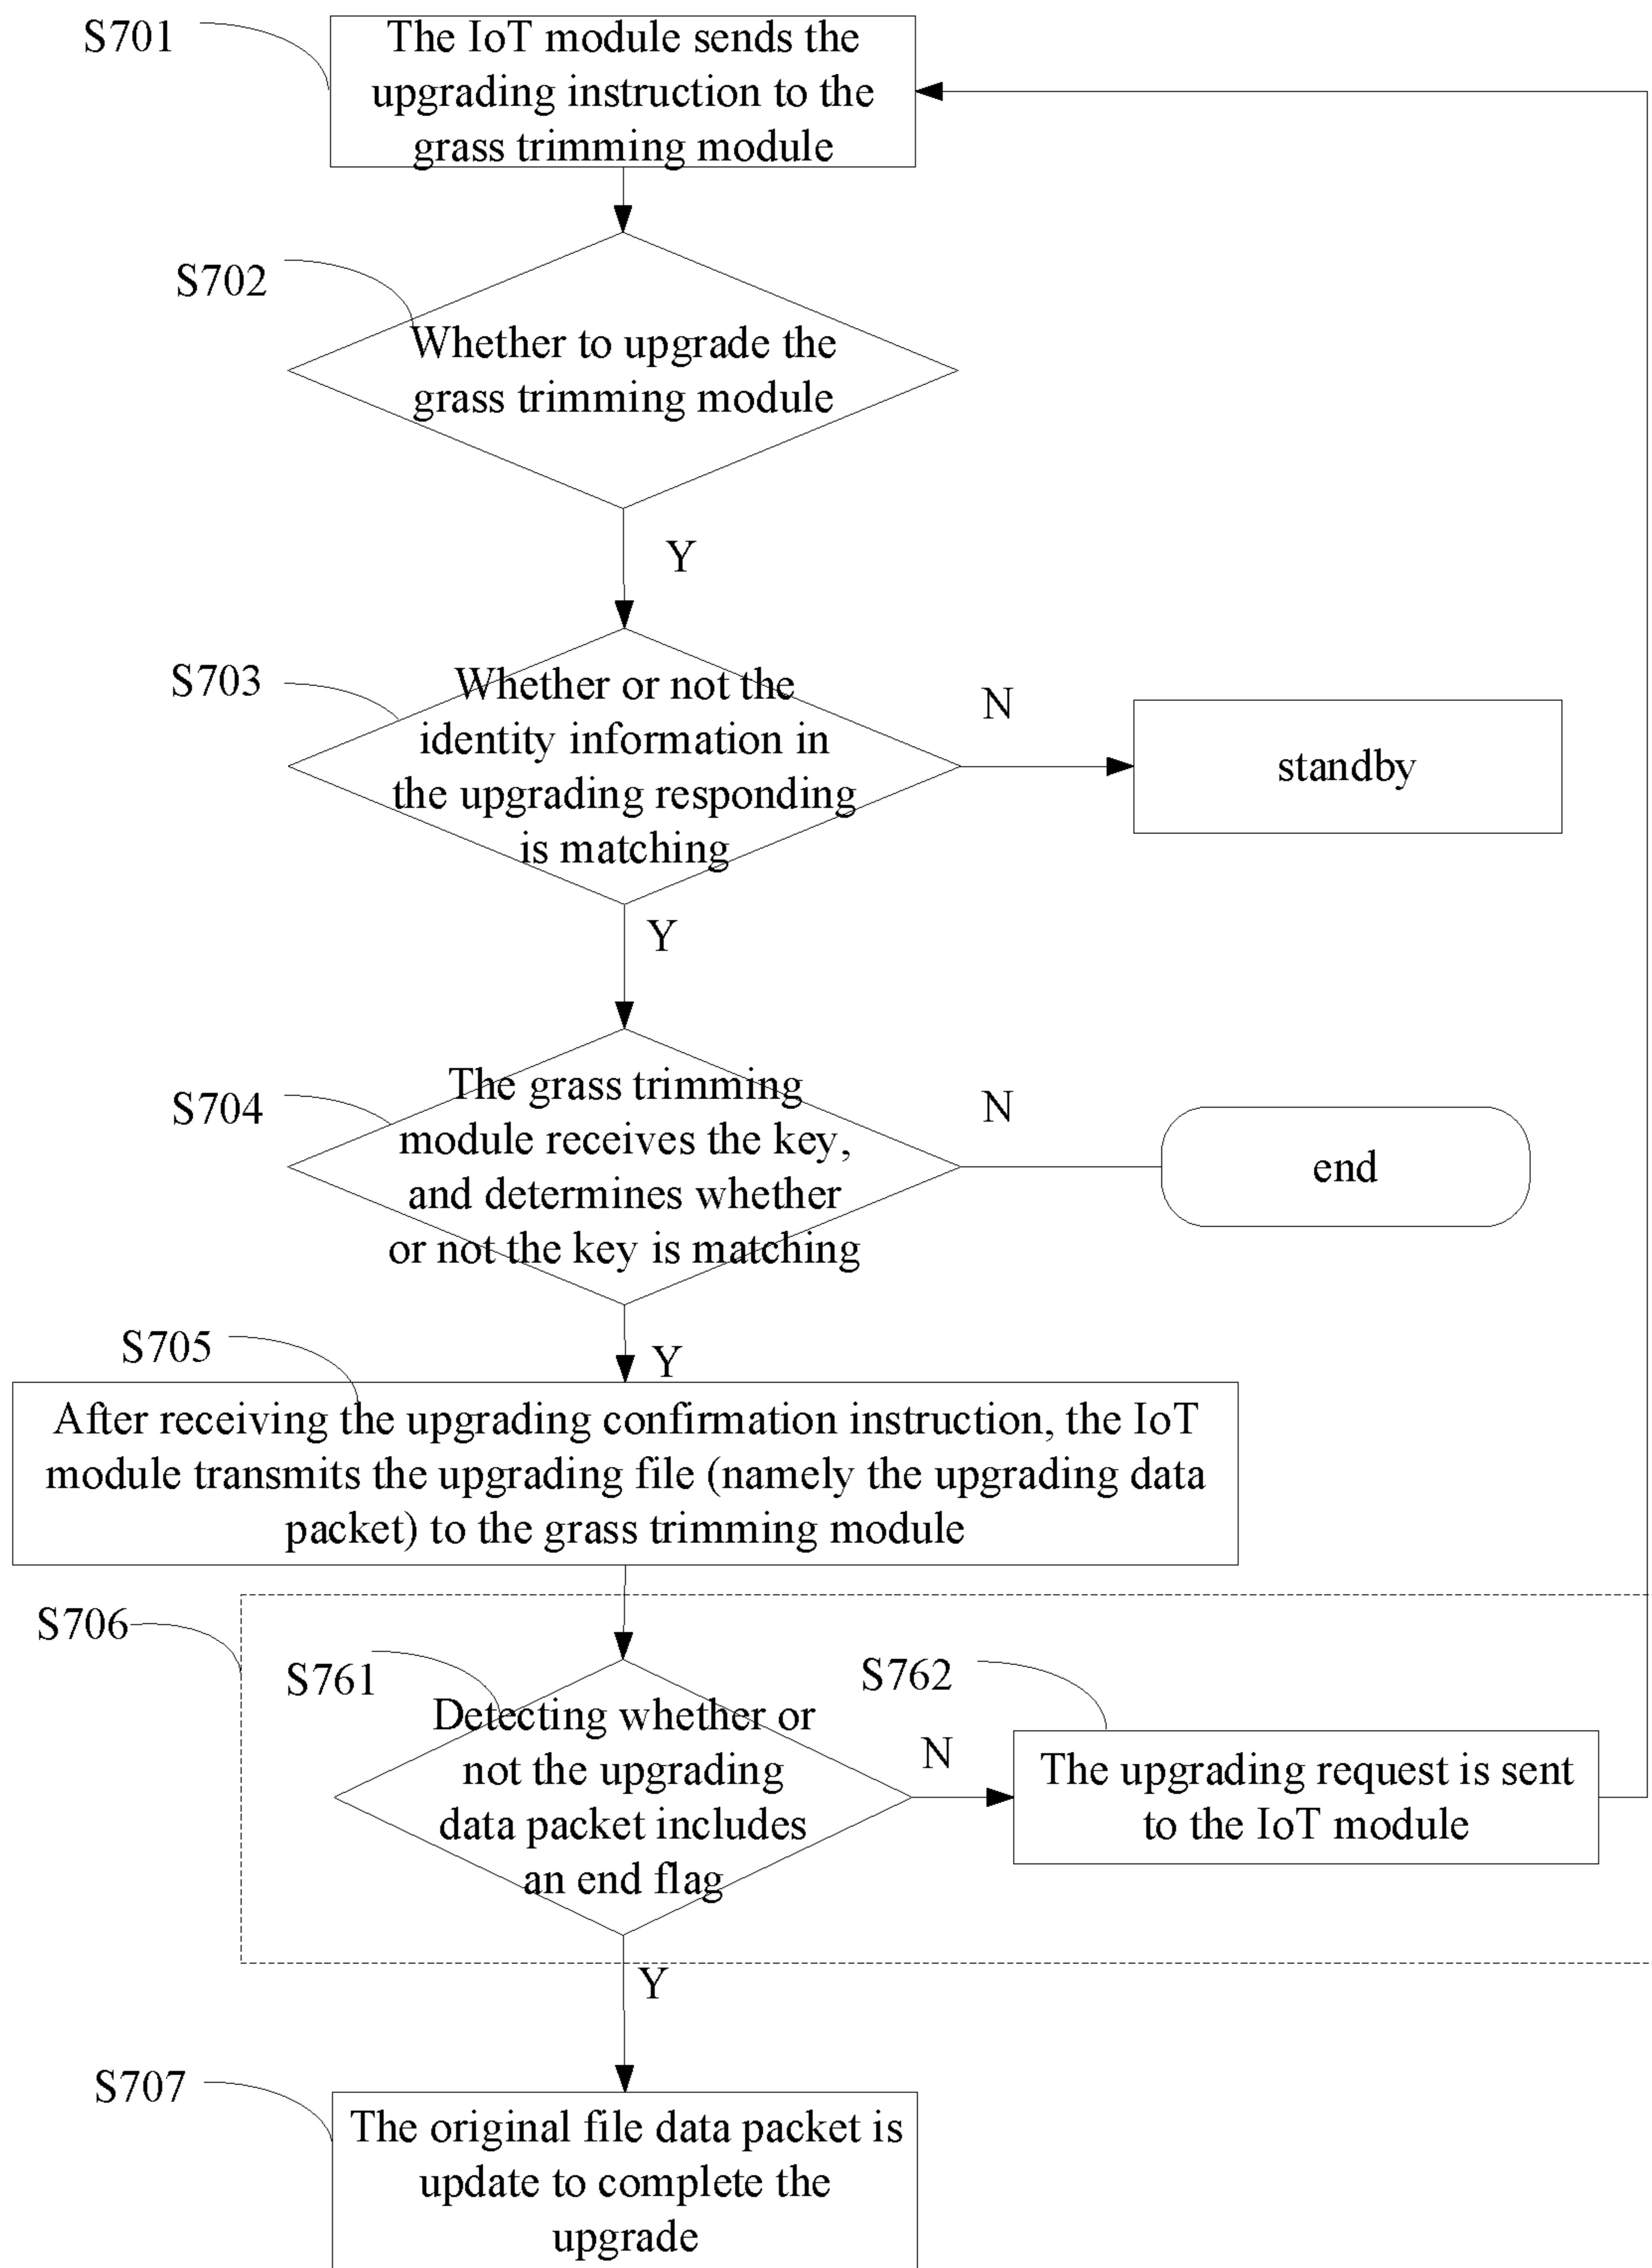 S701
The IoT module sends the
upgrading instruction to the
grass trimming module
S702
Whether to upgrade the
grass trimming module
Y
S703
Whether or not the
identity information in
the upgrading responding
is matching
N
standby
Y
S704
The grass trimming
module receives the key,
and determines whether
or not the key is matching
N
end
Y
S705
After receiving the upgrading confirmation instruction, the IoT
module transmits the upgrading file (namely the upgrading data
packet) to the grass trimming module
S706
S761
Detecting whether or
not the upgrading
data packet includes
an end flag
N
S762
The upgrading request is sent
to the IoT module
Y
S707
The original file data packet is
update to complete the
upgrade